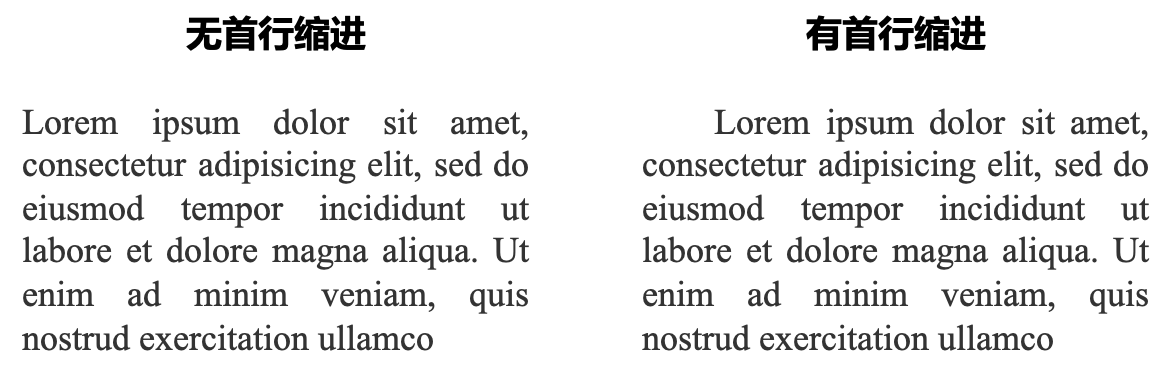 无首行缩进
Lorem ipsum dolor sit amet,
consectetur adipisicing elit, sed do
eiusmod tempor incididunt ut
labore et dolore magna aliqua. Ut
enim ad minim veniam, quis
nostrud exercitation ullamco
有首行缩进
Lorem ipsum dolor sit amet,
consectetur adipisicing elit, sed do
eiusmod tempor incididunt ut
labore et dolore magna aliqua. Ut
enim ad minim veniam, quis
nostrud exercitation ullamco